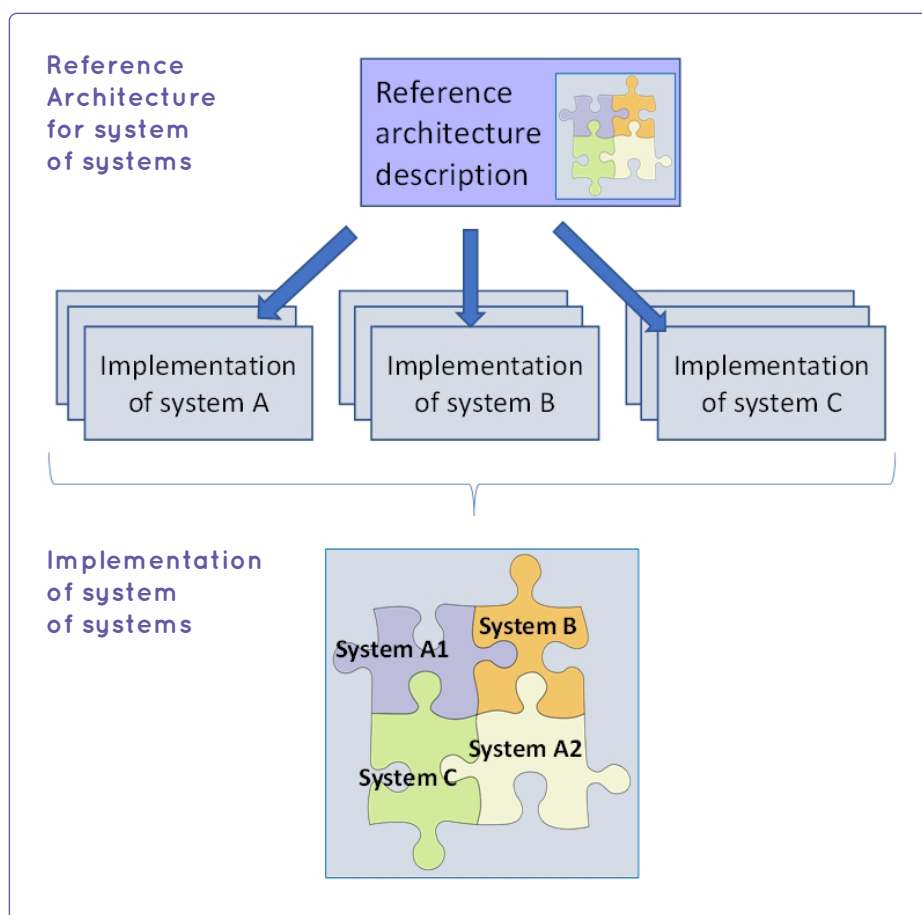 Reference
Architecture
for system
of systems
Reference
architecture
description
Implementation
of system A
Implementation
of system B
Implementation
of system C
Implementation
of system
of systems
System A1
System B
System A2
System C